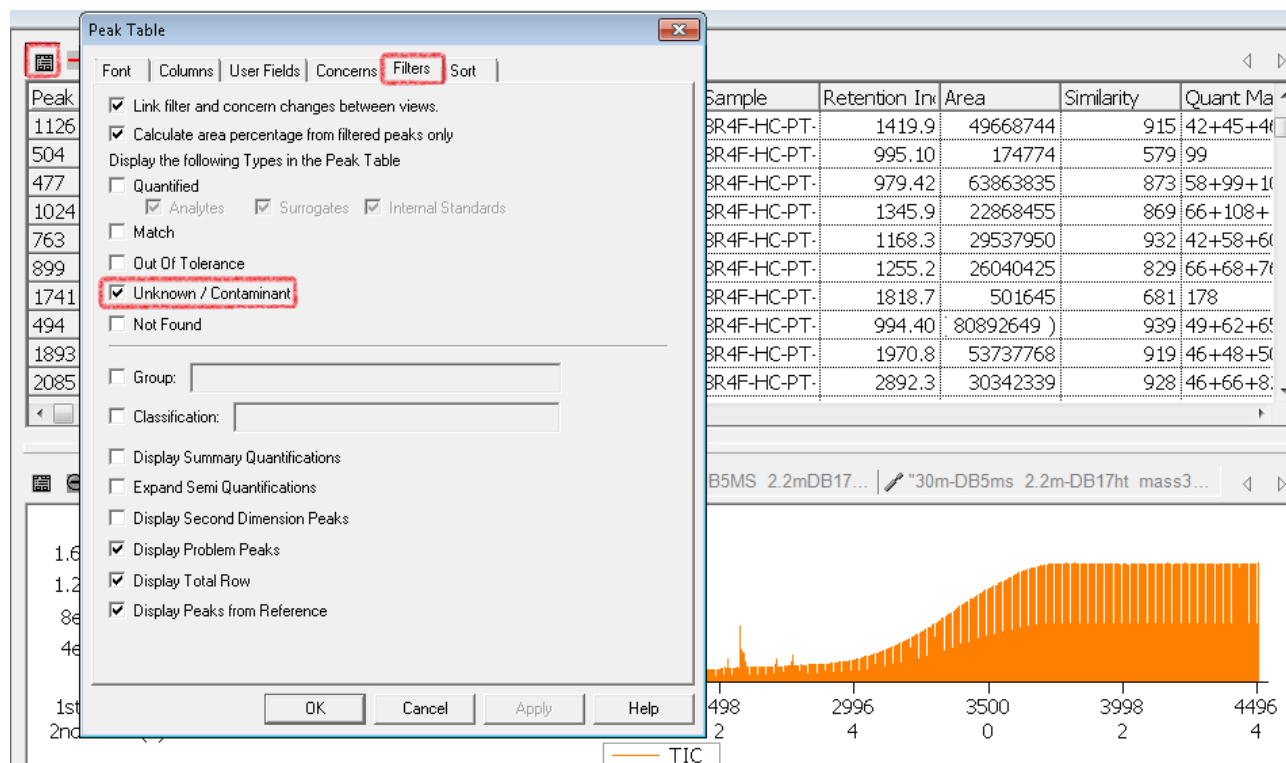 Peak Table
Font Columns User Fields Concerns Filters Sort
Link filter and concern changes between views.
Calculate area percentage from filtered peaks only
Display the following Types in the Peak Table
Quantified
Analytes Surrogates Internal Standards
Match
Out Of Tolerance
Unknown / Contaminant
Not Found
Group:
Classification:
Display Summary Quantifications
Expand Semi Quantifications
Display Second Dimension Peaks
Display Problem Peaks
Display Total Row
Display Peaks from Reference
OK Cancel Apply Help
Peak Sample Retention In Area Similarity Quant Ma
1126 BR4F-HC-PT- 1419.9 49668744 915 42+45+4
504 BR4F-HC-PT- 995.10 174774 579 99
477 BR4F-HC-PT- 979.42 63863835 873 58+99+1
1024 BR4F-HC-PT- 1345.9 22868455 869 66+108+
763 BR4F-HC-PT- 1168.3 29537950 932 42+58+6
899 BR4F-HC-PT- 1255.2 26040425 829 66+68+7
1741 BR4F-HC-PT- 1818.7 501645 681 178
494 BR4F-HC-PT- 994.40 80892649 ) 939 49+62+6
1893 BR4F-HC-PT- 1970.8 53737768 919 46+48+5
2085 BR4F-HC-PT- 2892.3 30342339 928 46+66+8
B5MS 2.2mDB17... "30m-DB5ms 2.2m-DB17ht mass3...
1.6
1.2
8e
4e
1st 498 2996 3500 3998 4496
2nd 2 4 0 2 4
TIC